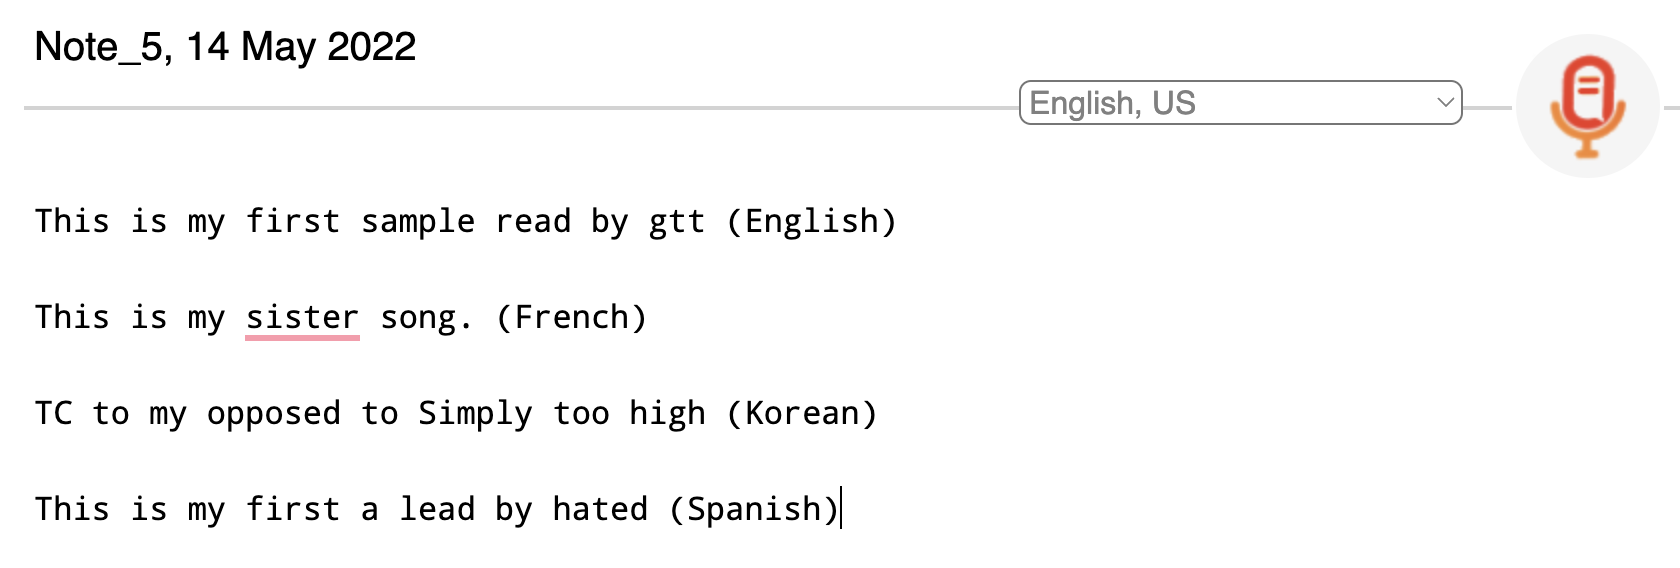 Note_5, 14 May 2022
English, US
This is my first sample read by gtt (English)
This is my sister song. (French)
TC to my opposed to Simply too high (Korean)
This is my first a lead by hated (Spanish)